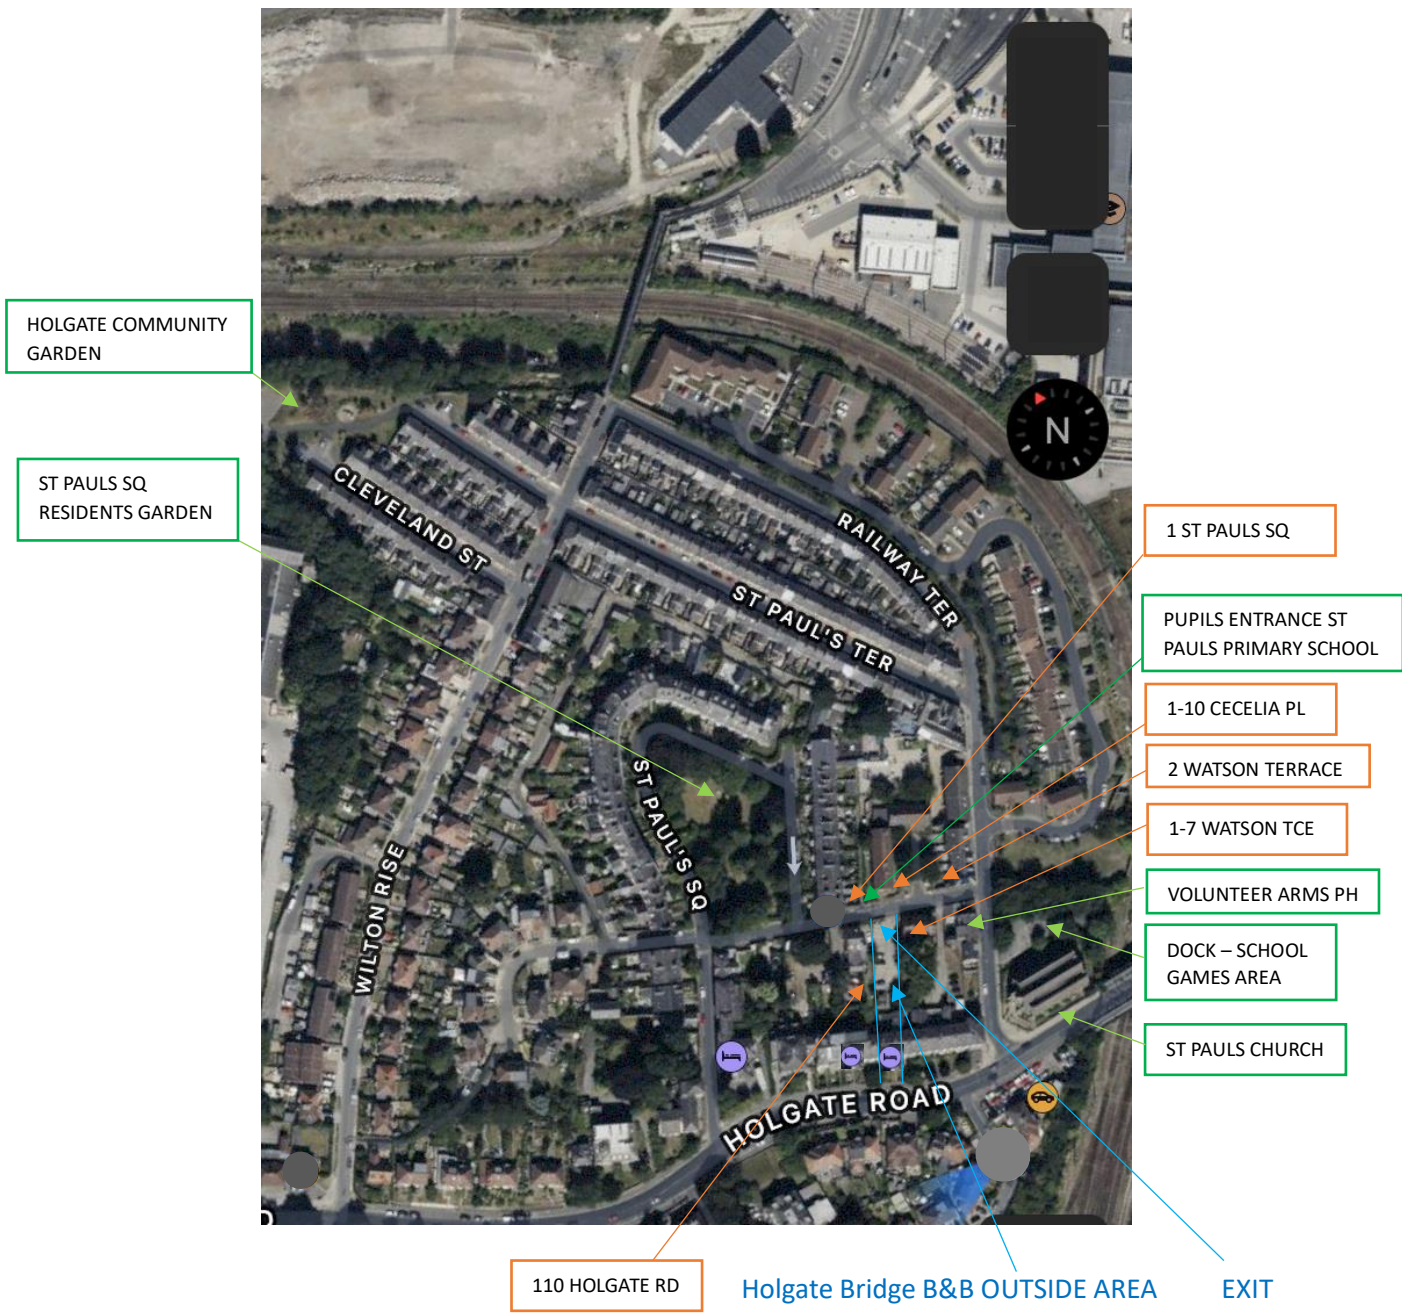 HOLGATE COMMUNITY
GARDEN
ST PAULS SQ
RESIDENTS GARDEN
N
CLEVELAND ST
RAILWAY TER
ST PAUL'S TER
ST PAUL'S SQ
WILTON RISE
HOLGATE ROAD
D
1 ST PAULS SQ
PUPILS ENTRANCE ST
PAULS PRIMARY SCHOOL
1-10 CECELIA PL
2 WATSON TERRACE
1-7 WATSON TCE
VOLUNTEER ARMS PH
DOCK – SCHOOL
GAMES AREA
ST PAULS CHURCH
110 HOLGATE RD
Holgate Bridge B&B OUTSIDE AREA
EXIT